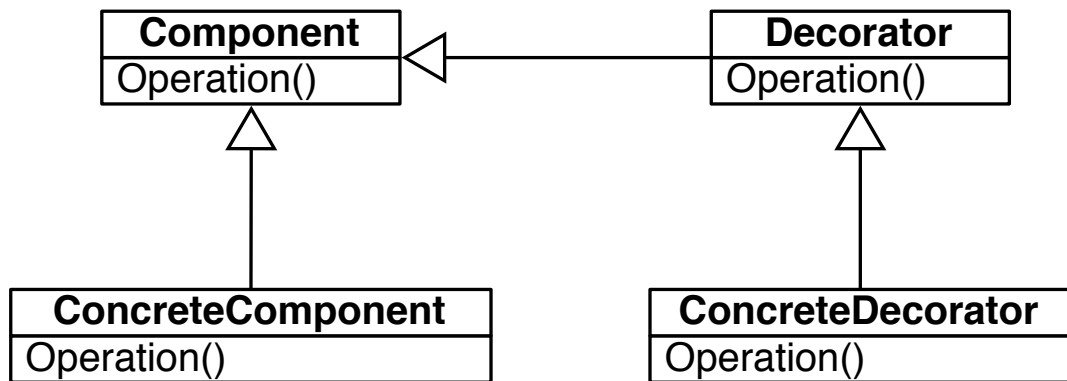 Component
Operation()
Decorator
Operation()
ConcreteComponent
Operation()
ConcreteDecorator
Operation()